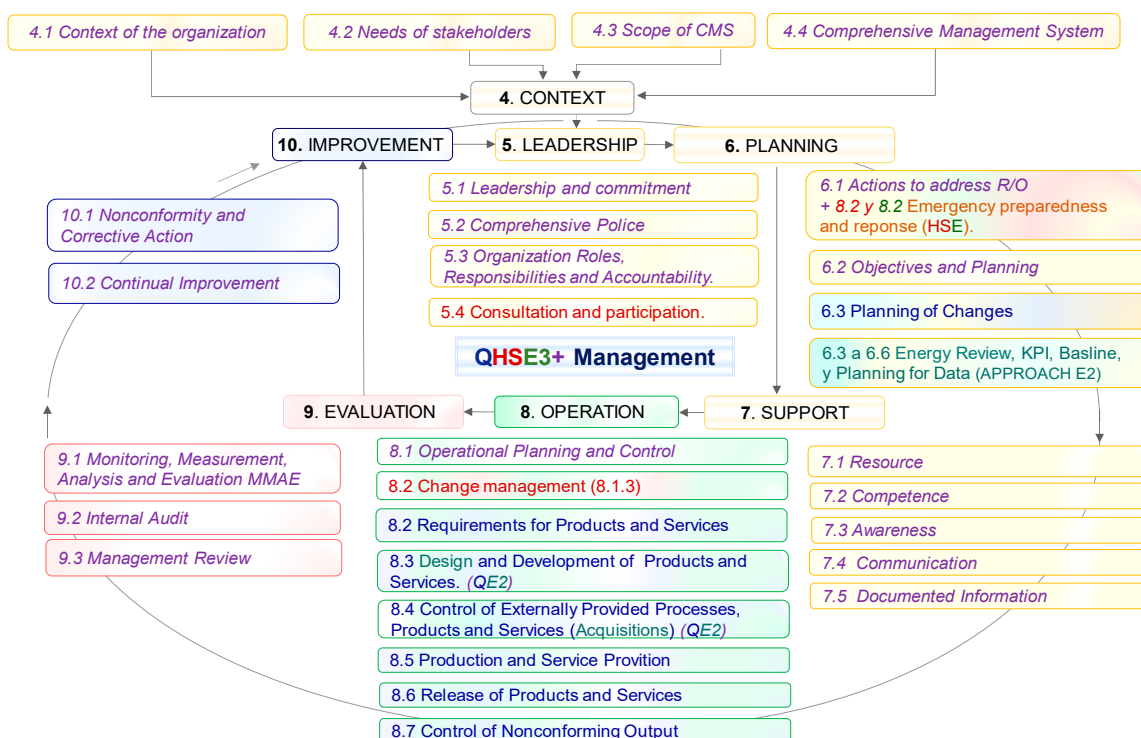 4.1 Context of the organization
4.2 Needs of stakeholders
4.3 Scope of CMS
4.4 Comprehensive Management System
4. CONTEXT
10. IMPROVEMENT
5. LEADERSHIP
6. PLANNING
10.1 Nonconformity and
Corrective Action
10.2 Continual Improvement
5.1 Leadership and commitment
5.2 Comprehensive Police
5.3 Organization Roles,
Responsibilities and Accountability.
5.4 Consultation and participation.
6.1 Actions to address R/O
+ 8.2 y 8.2 Emergency preparedness
and reponse (HSE).
6.2 Objectives and Planning
6.3 Planning of Changes
6.3 a 6.6 Energy Review, KPI, Basline,
y Planning for Data (APPROACH E2)
QHSE3+ Management
9. EVALUATION
8. OPERATION
7. SUPPORT
9.1 Monitoring, Measurement,
Analysis and Evaluation MMAE
9.2 Internal Audit
9.3 Management Review
8.1 Operational Planning and Control
8.2 Change management (8.1.3)
8.2 Requirements for Products and Services
8.3 Design and Development of Products and
Services. (QE2)
8.4 Control of Externally Provided Processes,
Products and Services (Acquisitions) (QE2)
8.5 Production and Service Provition
8.6 Release of Products and Services
8.7 Control of Nonconforming Output
7.1 Resource
7.2 Competence
7.3 Awareness
7.4 Communication
7.5 Documented Information